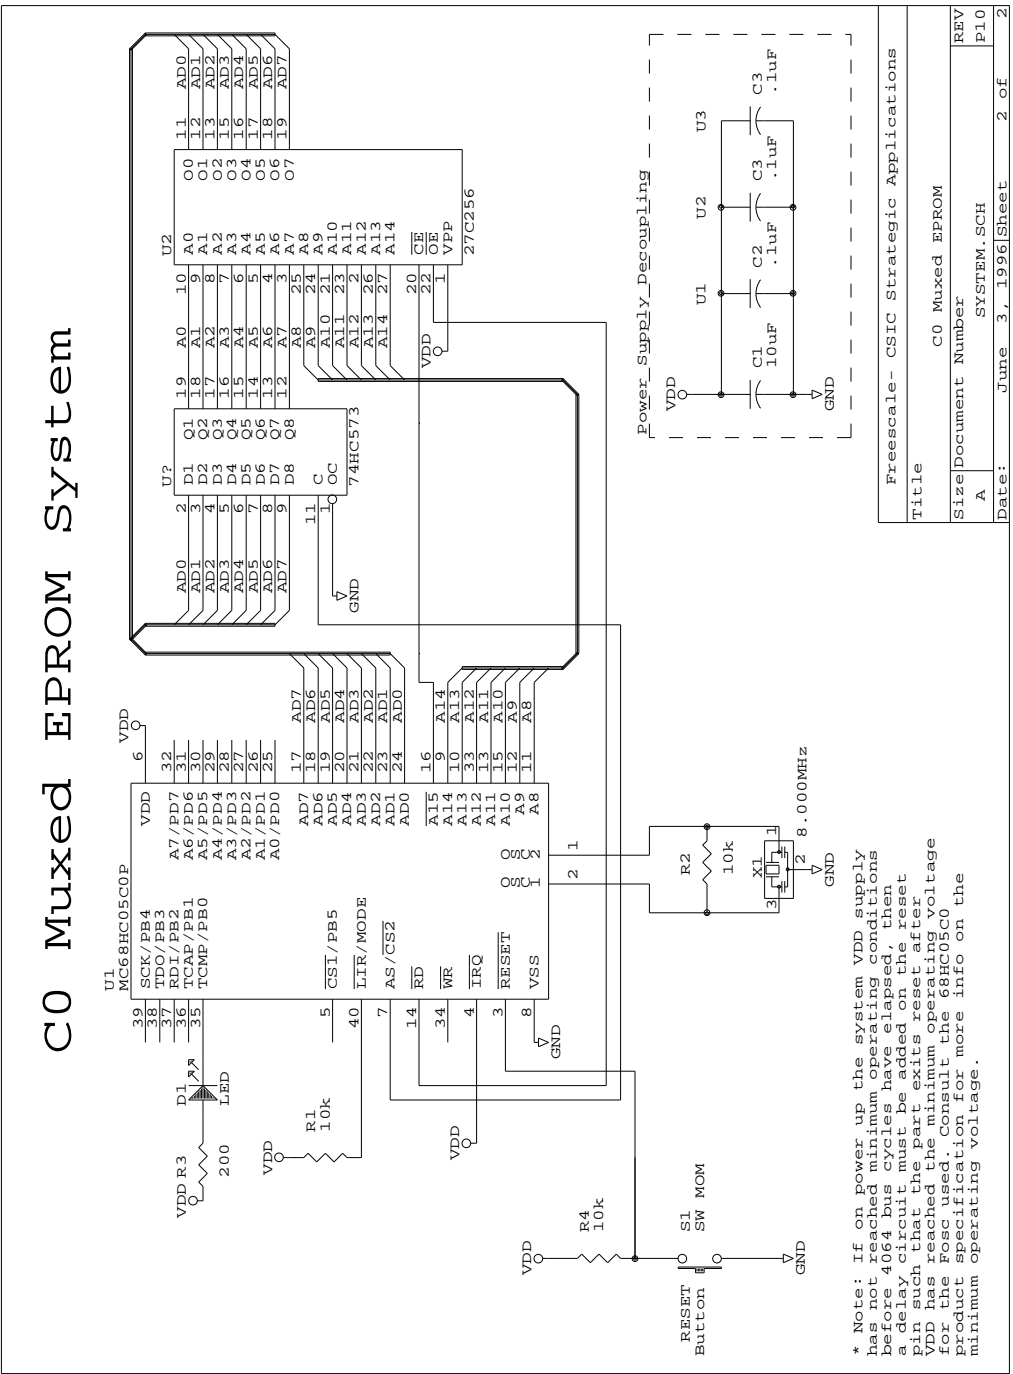 C0 Muxed EPROM System
U1
MC68HC05C0P
39 SCK/PB4
38 TDO/PB3
37 RDI/PB2
36 TCAP/PB1
35 TCMP/PB0
5 CS1/PB5
40 LIR/MODE
7 AS/CS2
14 RD
34 WR
4 IRQ
3 RESET
8 VSS
GND
VDD 6
VDD
A7/PD7 32
A6/PD6 31
A5/PD5 30
A4/PD4 29
A3/PD3 28
A2/PD2 27
A1/PD1 26
A0/PD0 25
AD7 17 AD7
AD6 18 AD6
AD5 19 AD5
AD4 20 AD4
AD3 21 AD3
AD2 22 AD2
AD1 23 AD1
AD0 24 AD0
A15 16
A14 9 A14
A13 10 A13
A12 33 A12
A11 13 A11
A10 15 A10
A9 12 A9
A8 11 A8
OSC1 2
OSC2 1
VDD R3
200
D1
LED
VDD
R1
10k
VDD
VDD
R4
10k
S1
SW MOM
RESET
Button
GND
R2
10k
X1
3
1
2
8.000MHz
GND
U?
AD0 2 D1 Q1 19 A0
AD1 3 D2 Q2 18 A1
AD2 4 D3 Q3 17 A2
AD3 5 D4 Q4 16 A3
AD4 6 D5 Q5 15 A4
AD5 7 D6 Q6 14 A5
AD6 8 D7 Q7 13 A6
AD7 9 D8 Q8 12 A7
11 C
1 OC
74HC573
GND
U2
10 A0 O0 11 AD0
9 A1 O1 12 AD1
8 A2 O2 13 AD2
7 A3 O3 15 AD3
6 A4 O4 16 AD4
5 A5 O5 17 AD5
4 A6 O6 18 AD6
3 A7 O7 19 AD7
A8 25 A8
A9 24 A9
A10 21 A10
A11 23 A11
A12 2 A12
A13 26 A13
A14 27 A14
20 CE
22 OE
1 VPP
VDD
27C256
Power Supply Decoupling
U1 U2 U3
VDD
C1
10uF
C2
.1uF
C3
.1uF
C3
.1uF
GND
* Note: If on power up the system VDD supply
has not reached minimum operating conditions
before 4064 bus cycles have elapsed, then
a delay circuit must be added on the reset
pin such that the part exits reset after
VDD has reached the minimum operating voltage
for the Fosc used. Consult the 68HC05C0
product specification for more info on the
minimum operating voltage.
Freescale- CSIC Strategic Applications
Title
C0 Muxed EPROM
Size Document Number REV
A SYSTEM.SCH P10
Date: June 3, 1996 Sheet 2 of 2